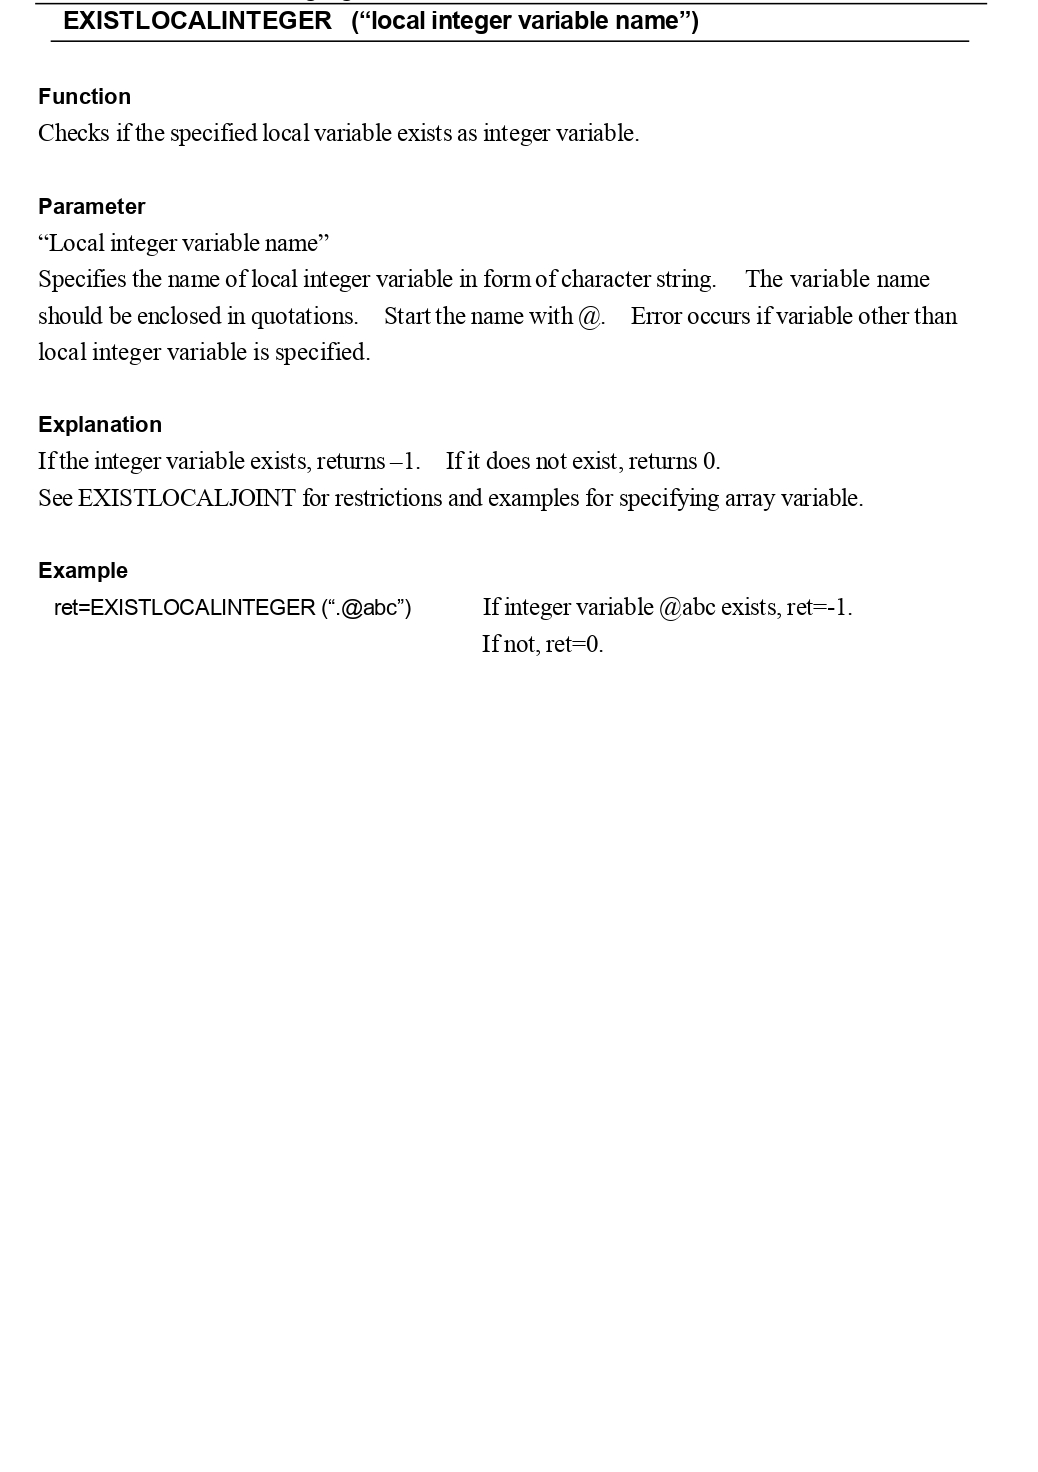 EXISTLOCALINTEGER (“local integer variable name”)
Function
Checks if the specified local variable exists as integer variable.
Parameter
“Local integer variable name”
Specifies the name of local integer variable in form of character string. The variable name
should be enclosed in quotations. Start the name with @. Error occurs if variable other than
local integer variable is specified.
Explanation
If the integer variable exists, returns –1. If it does not exist, returns 0.
See EXISTLOCALJOINT for restrictions and examples for specifying array variable.
Example
ret=EXISTLOCALINTEGER (“.@abc”) If integer variable @abc exists, ret=-1.
If not, ret=0.